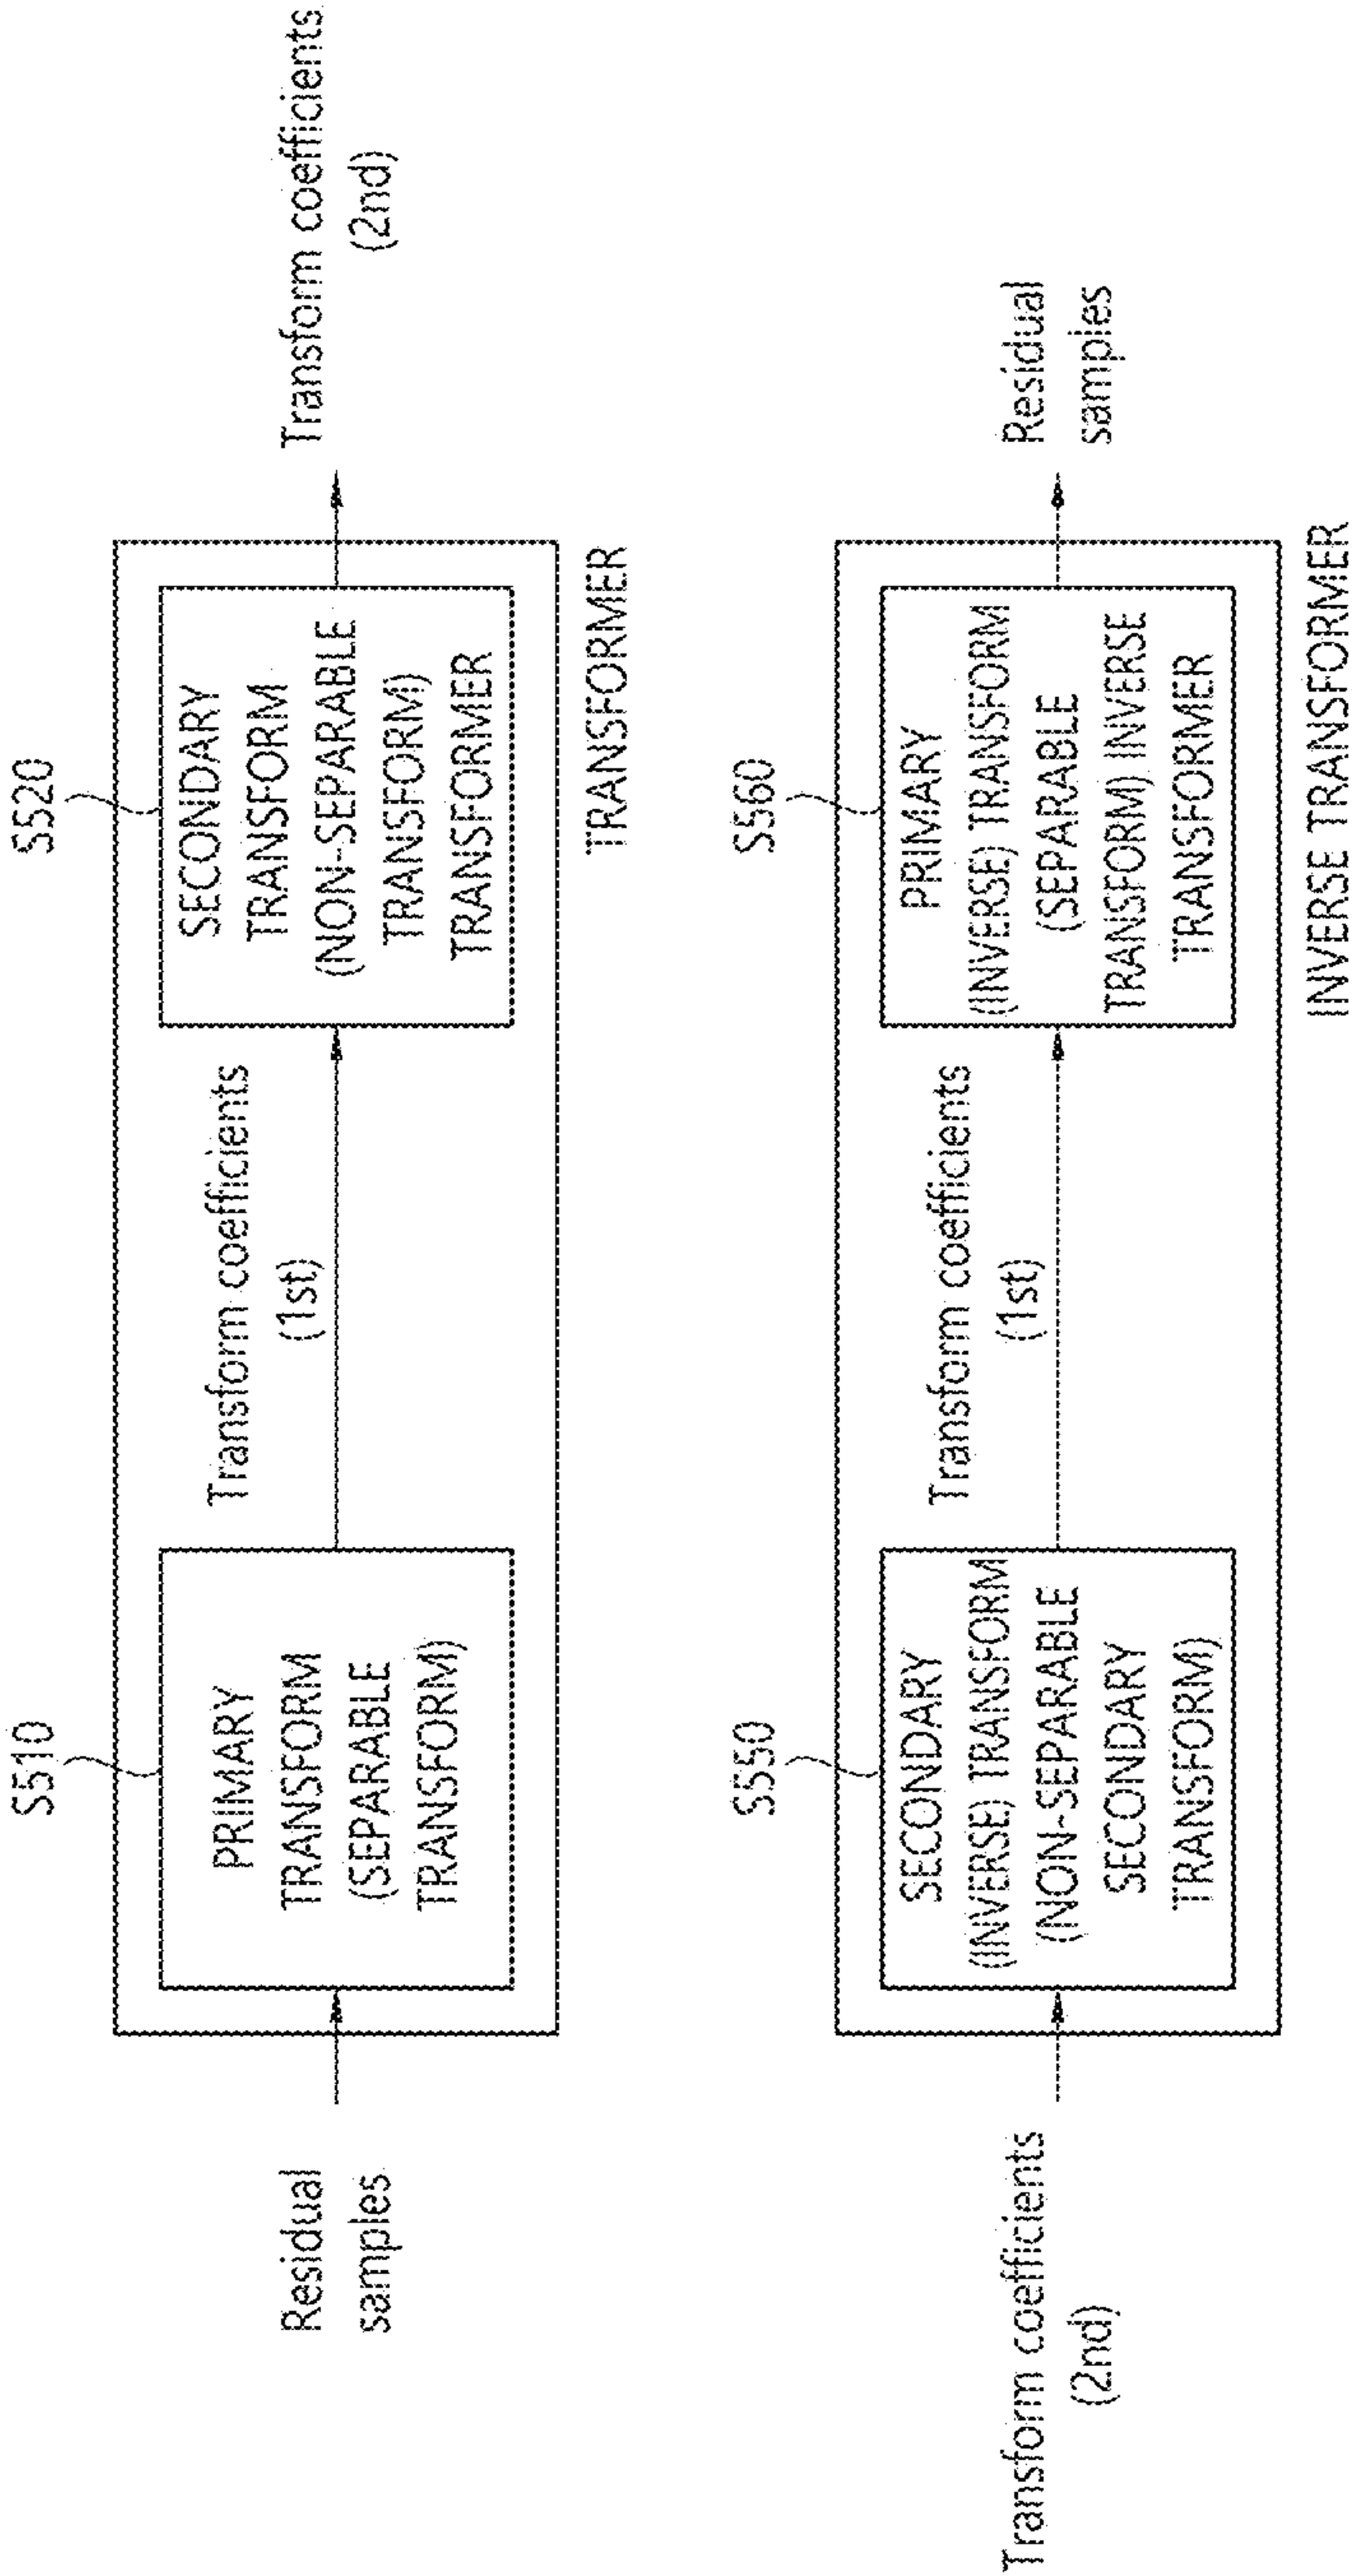 S510
S520
Residual
samples
PRIMARY
TRANSFORM
(SEPARABLE
TRANSFORM)
Transform coefficients
(1st)
SECONDARY
TRANSFORM
(NON-SEPARABLE
TRANSFORM)
TRANSFORMER
Transform coefficients
(2nd)
TRANSFORMER
S550
S560
Transform coefficients
(2nd)
SECONDARY
(INVERSE) TRANSFORM
(NON-SEPARABLE
SECONDARY
TRANSFORM)
Transform coefficients
(1st)
PRIMARY
(INVERSE) TRANSFORM
(SEPARABLE
TRANSFORM) INVERSE
TRANSFORMER
Residual
samples
INVERSE TRANSFORMER